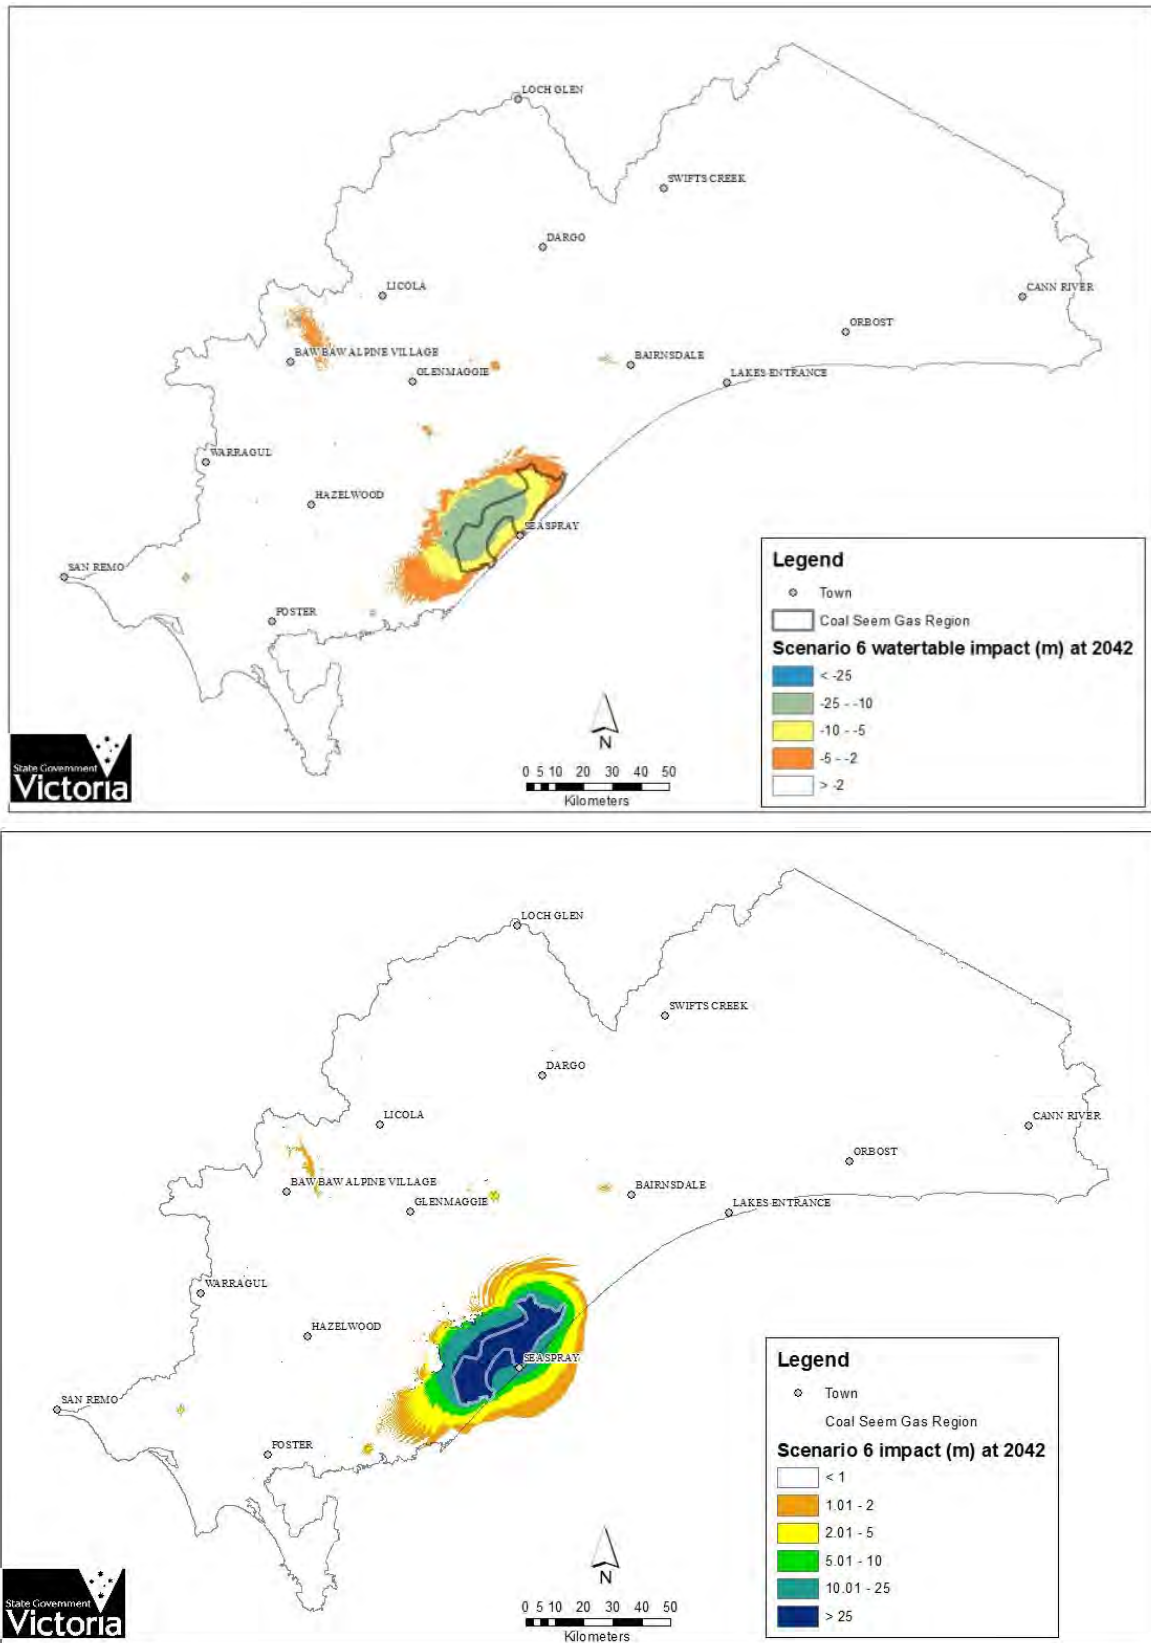 LOCH GLEN
SWIFTS CREEK
DARGO
LICOLA
CANN RIVER
ORBOST
BAW BAW ALPINE VILLAGE
BAIRNSDALE
GLENMAGGIE
LAKES ENTRANCE
WARRAGUL
HAZELWOOD
SEASPRAY
SAN REMO
FOSTER
Legend
Town
Coal Seem Gas Region
Scenario 6 watertable impact (m) at 2042
< -25
-25 - -10
-10 - -5
-5 - -2
> -2
N
0 5 10 20 30 40 50
Kilometers
State Government
Victoria
LOCH GLEN
SWIFTS CREEK
DARGO
LICOLA
CANN RIVER
ORBOST
BAW BAW ALPINE VILLAGE
BAIRNSDALE
GLENMAGGIE
LAKES ENTRANCE
WARRAGUL
HAZELWOOD
SEASPRAY
SAN REMO
FOSTER
Legend
Town
Coal Seem Gas Region
Scenario 6 impact (m) at 2042
< 1
1.01 - 2
2.01 - 5
5.01 - 10
10.01 - 25
> 25
N
0 5 10 20 30 40 50
Kilometers
State Government
Victoria